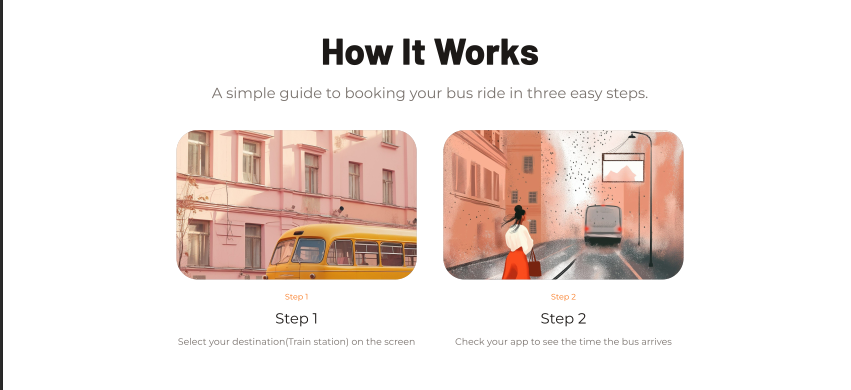 How It Works
A simple guide to booking your bus ride in three easy steps.
Step 1
Step 1
Select your destination(Train station) on the screen
Step 2
Step 2
Check your app to see the time the bus arrives